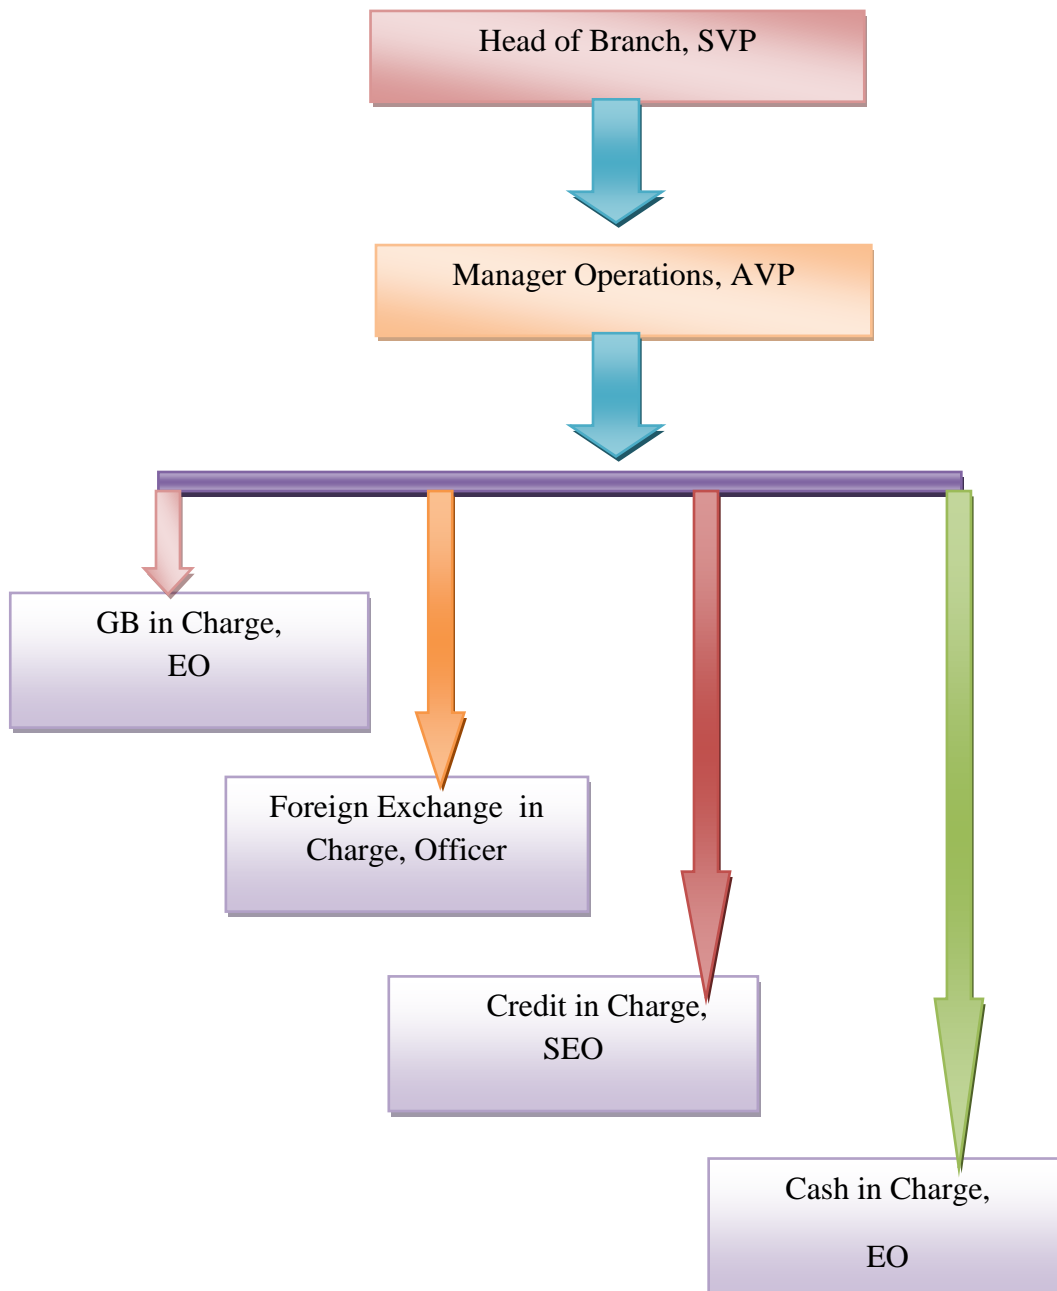 Head of Branch, SVP
Manager Operations, AVP
GB in Charge,
EO
Foreign Exchange  in
Charge, Officer
Credit in Charge,
SEO
Cash in Charge,
EO